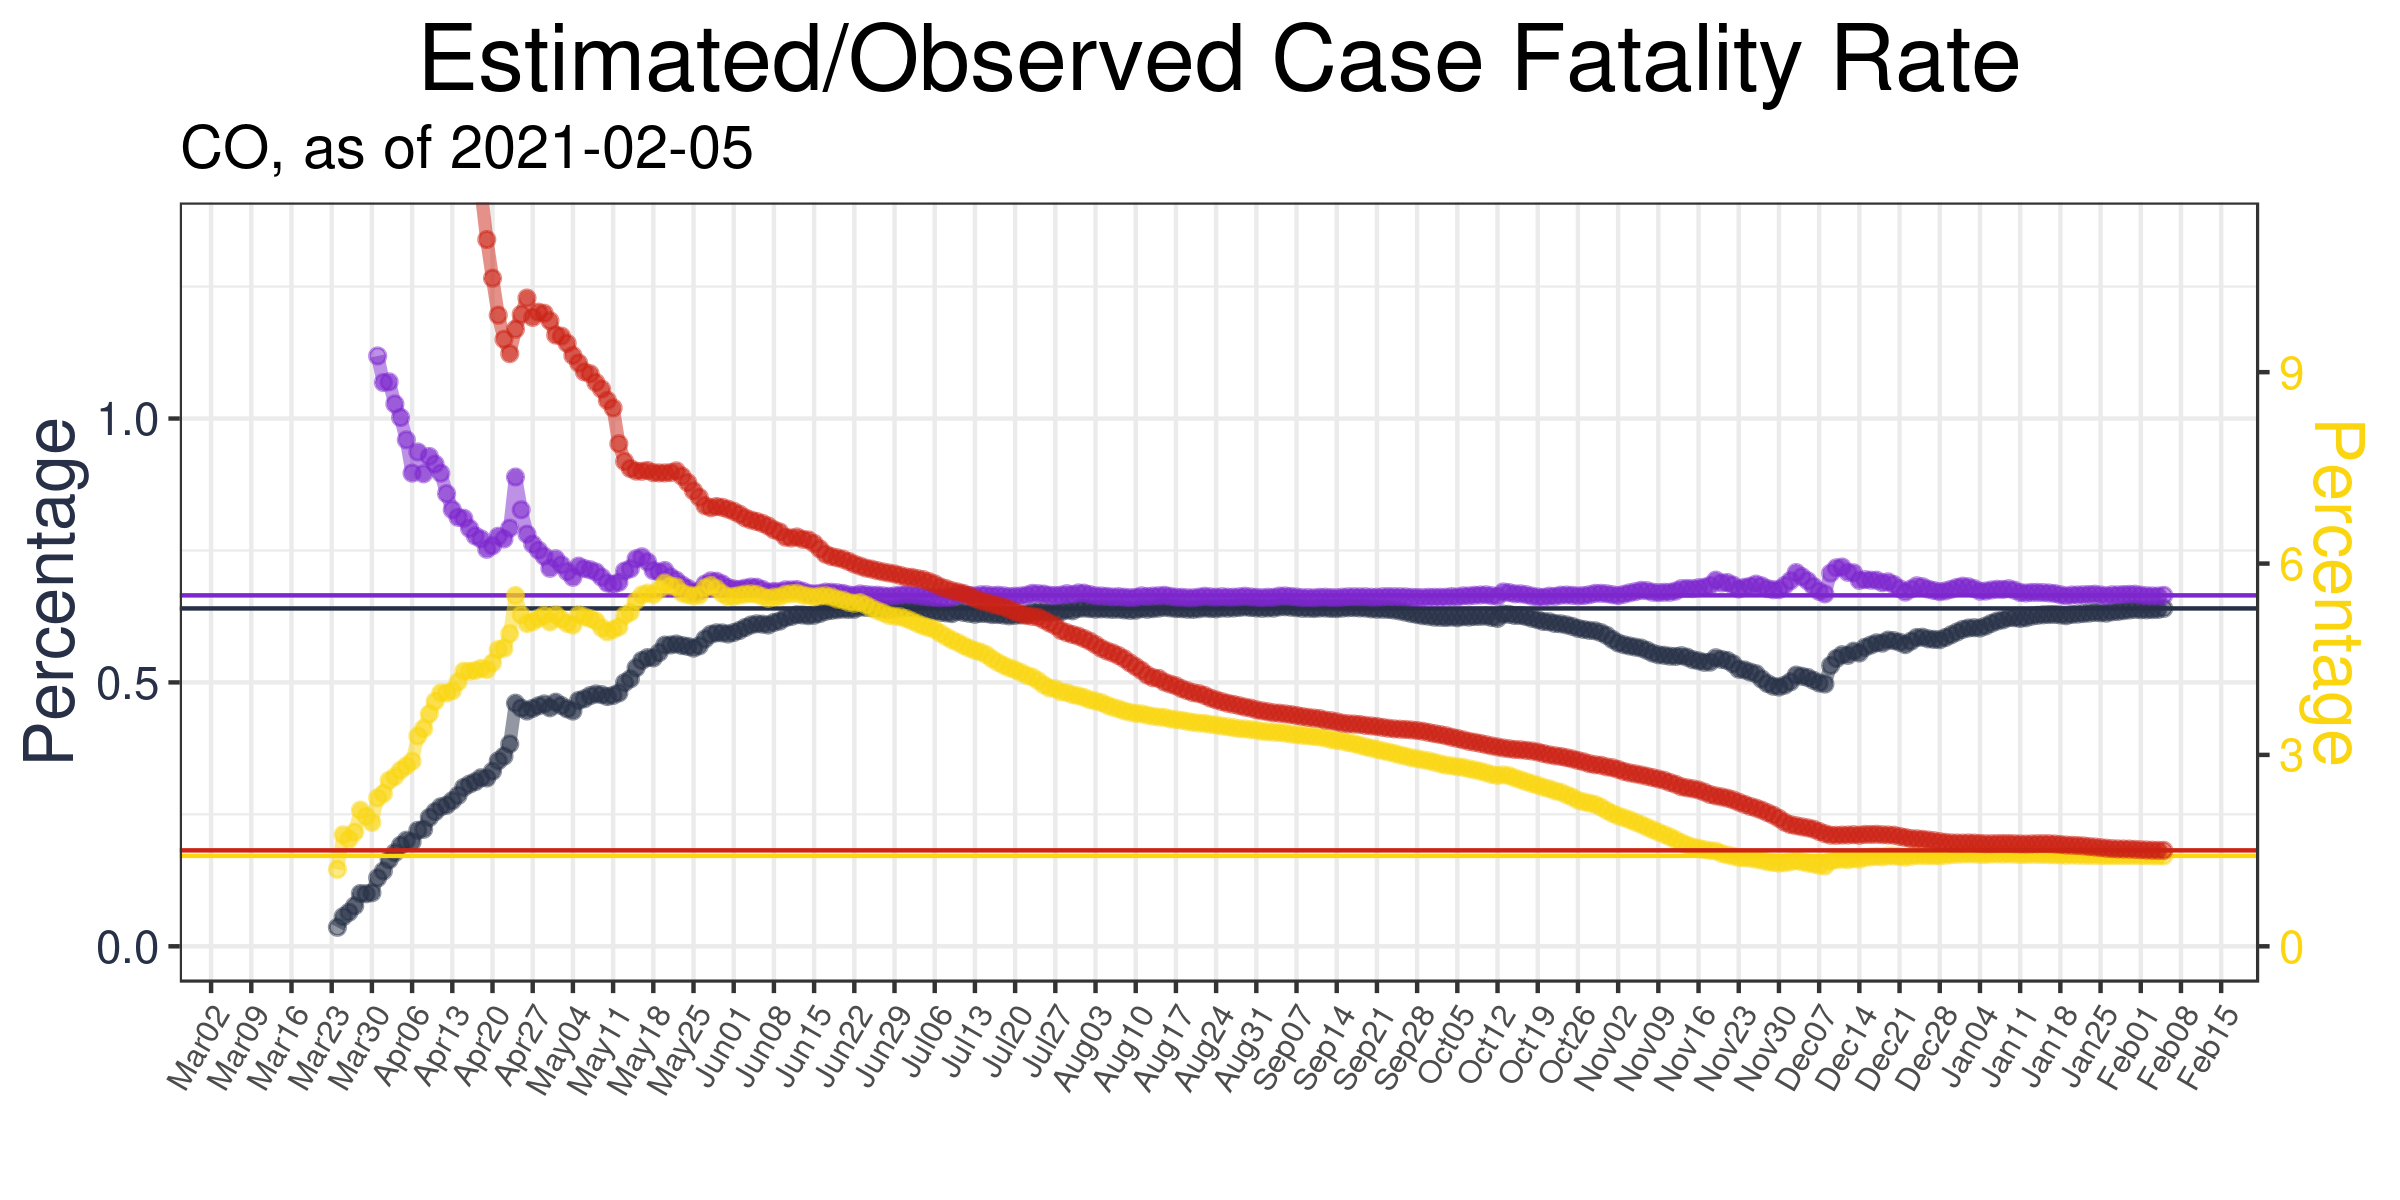 Estimated/Observed Case Fatality Rate
CO, as of 2021-02-05
Percentage
1.0
0.5
0.0
9
6
3
0
Percentage
Mar02
Mar09
Mar16
Mar23
Mar30
Apr06
Apr13
Apr20
Apr27
May04
May11
May18
May25
Jun01
Jun08
Jun15
Jun22
Jun29
Jul06
Jul13
Jul20
Jul27
Aug03
Aug10
Aug17
Aug24
Aug31
Sep07
Sep14
Sep21
Sep28
Oct05
Oct12
Oct19
Oct26
Nov02
Nov09
Nov16
Nov23
Nov30
Dec07
Dec14
Dec21
Dec28
Jan04
Jan11
Jan18
Jan25
Feb01
Feb08
Feb15